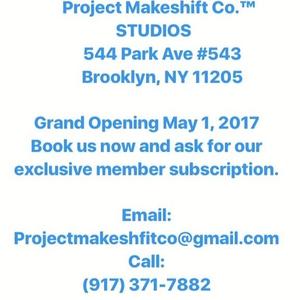 Project Makeshift Co.™
STUDIOS
544 Park Ave #543
Brooklyn, NY 11205
Grand Opening May 1, 2017
Book us now and ask for our
exclusive member subscription.
Email:
Projectmakeshfitco@gmail.com
Call:
(917) 371-7882